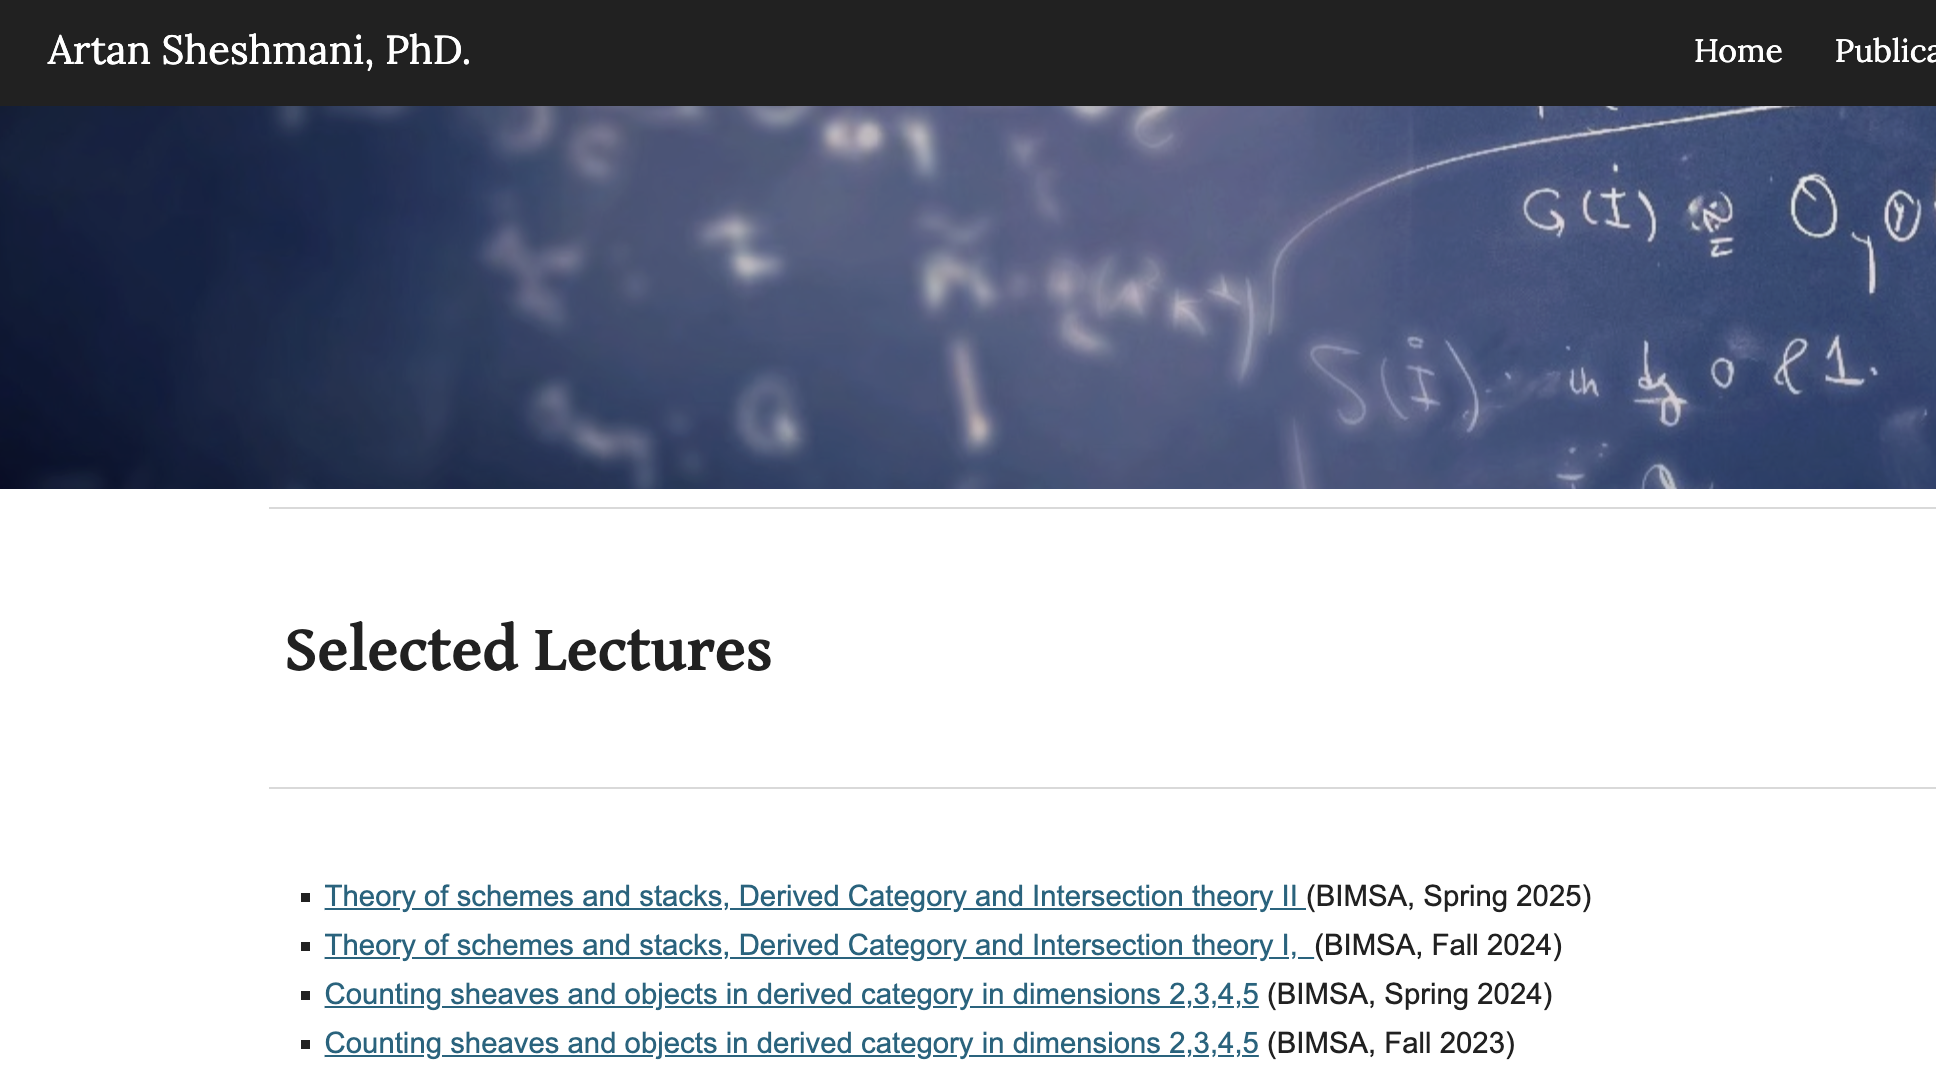 Artan Sheshmani, PhD.
Home
Selected Lectures
Theory of schemes and stacks, Derived Category and Intersection theory II (BIMSA, Spring 2025)
Theory of schemes and stacks, Derived Category and Intersection theory I, (BIMSA, Fall 2024)
Counting sheaves and objects in derived category in dimensions 2,3,4,5 (BIMSA, Spring 2024)
Counting sheaves and objects in derived category in dimensions 2,3,4,5 (BIMSA, Fall 2023)